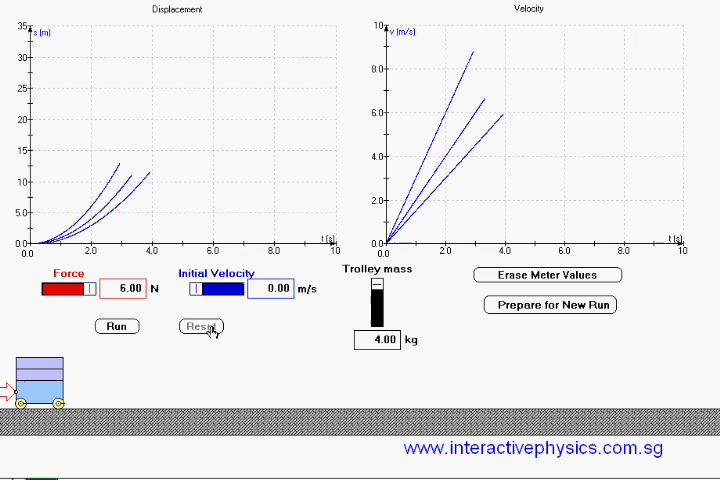 Displacement
Velocity
35
s (m)
30
25
20
15
10
5.0
0.0
0.0
2.0
4.0
6.0
8.0
10
t (s)
10
v (m/s)
8.0
6.0
4.0
2.0
0.0
0.0
2.0
4.0
6.0
8.0
10
t (s)
Force
6.00 N
Initial Velocity
0.00 m/s
Trolley mass
4.00 kg
Erase Meter Values
Prepare for New Run
Run
Reset
www.interactivephysics.com.sg